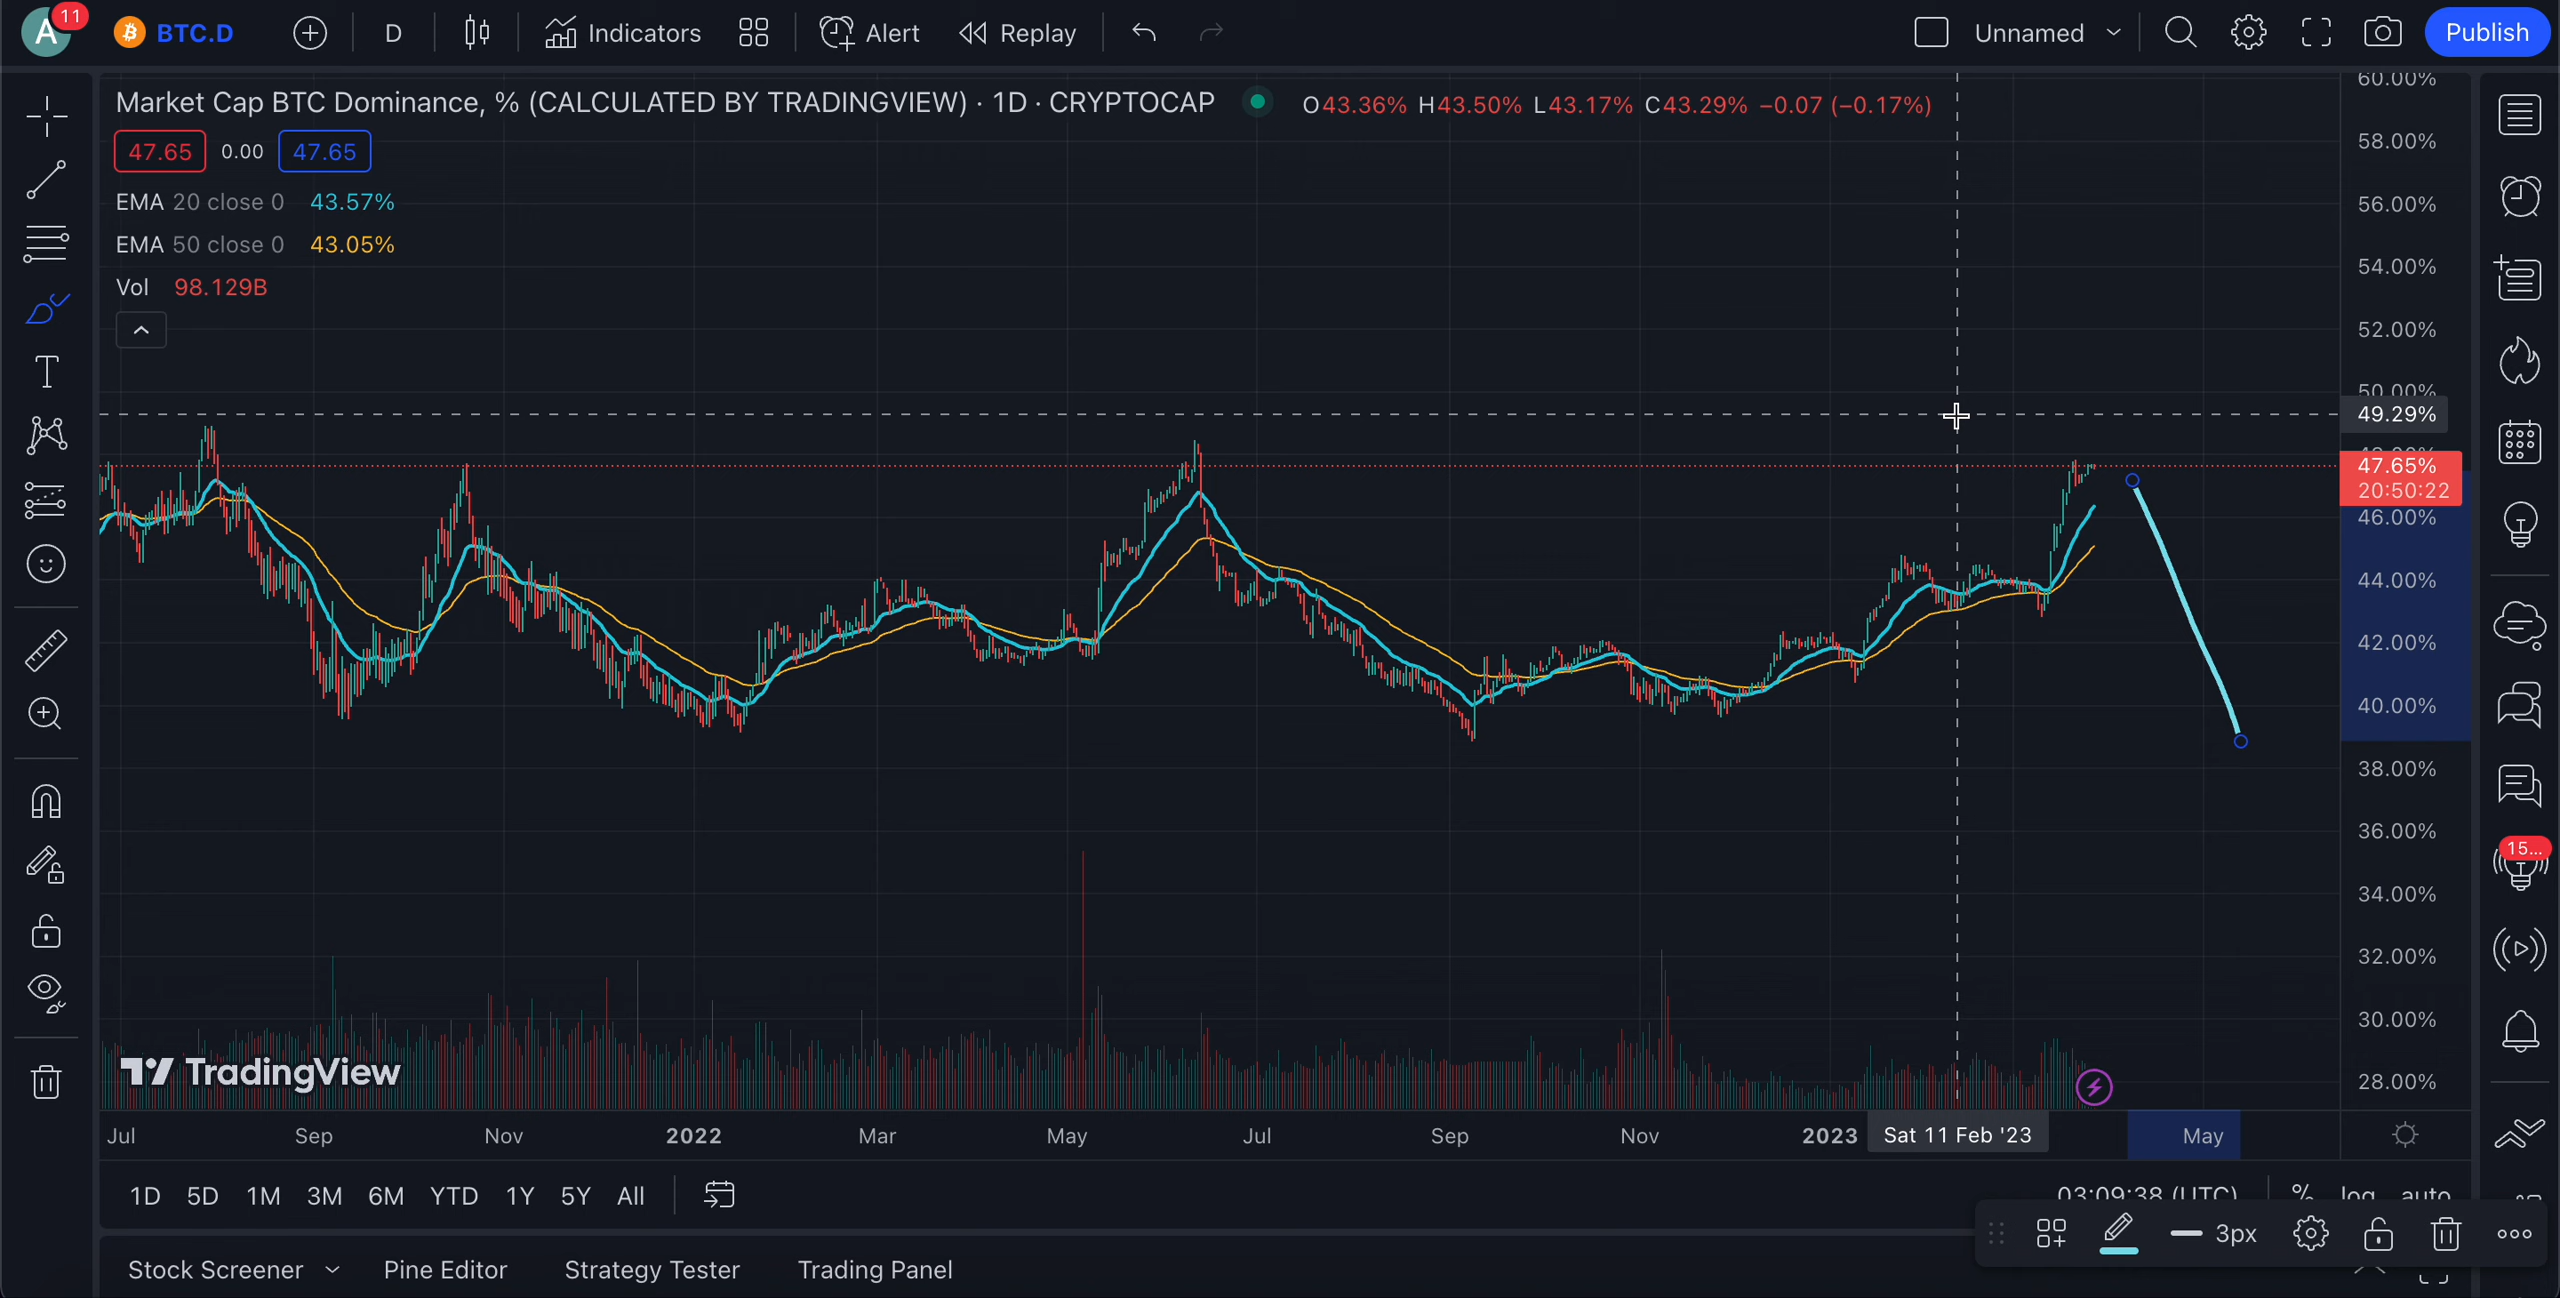 A 11 BTC.D D Indicators Alert Replay Unnamed Publish
Market Cap BTC Dominance, % (CALCULATED BY TRADINGVIEW) · 1D · CRYPTOCAP O43.36% H43.50% L43.17% C43.29% −0.07 (−0.17%)
47.65 0.00 47.65
EMA 20 close 0 43.57%
EMA 50 close 0 43.05%
Vol 98.129B
60.00%
58.00%
56.00%
54.00%
52.00%
50.00%
49.29%
48.00%
47.65%
20:50:22
46.00%
44.00%
42.00%
40.00%
38.00%
36.00%
34.00%
32.00%
30.00%
28.00%
15...
TradingView
Jul Sep Nov 2022 Mar May Jul Sep Nov 2023 Sat 11 Feb '23 May
1D 5D 1M 3M 6M YTD 1Y 5Y All 03:09:38 (UTC) % log auto
3px
Stock Screener Pine Editor Strategy Tester Trading Panel